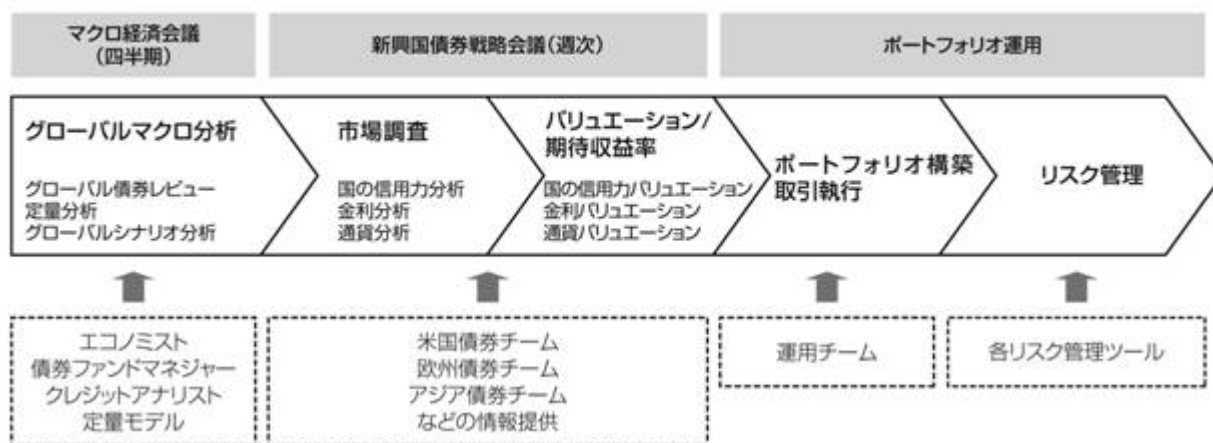 マクロ経済会議
(四半期)
新興国債券戦略会議(週次)
ポートフォリオ運用
グローバルマクロ分析
グローバル債券レビュー
定量分析
グローバルシナリオ分析
市場調査
国の信用力分析
金利分析
通貨分析
バリュエーション/
期待収益率
国の信用力バリュエーション
金利バリュエーション
通貨バリュエーション
ポートフォリオ構築
取引執行
リスク管理
エコノミスト
債券ファンドマネジャー
クレジットアナリスト
定量モデル
米国債券チーム
欧州債券チーム
アジア債券チーム
などの情報提供
運用チーム
各リスク管理ツール